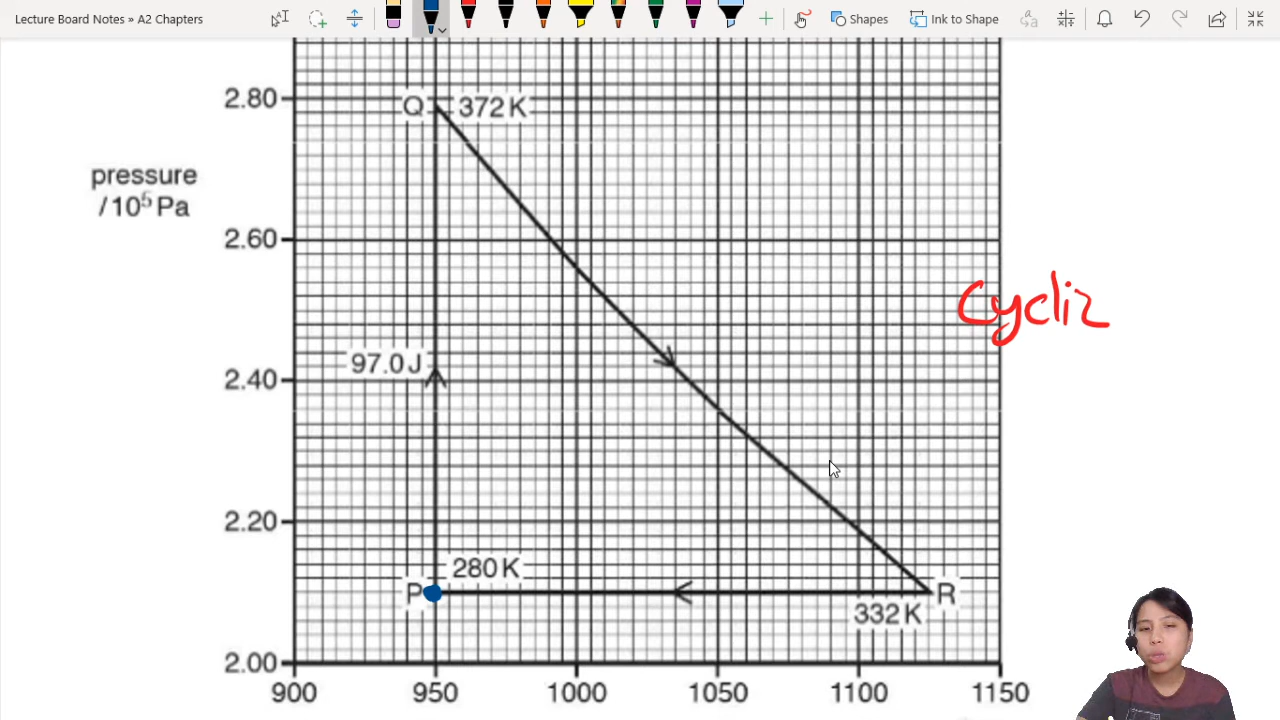 Lecture Board Notes » A2 Chapters
Shapes
Ink to Shape
2.80
Q 372 K
pressure
/10⁵ Pa
2.60
Cyclic
97.0 J
2.40
2.20
280 K
P R
332 K
2.00
900 950 1000 1050 1100 1150